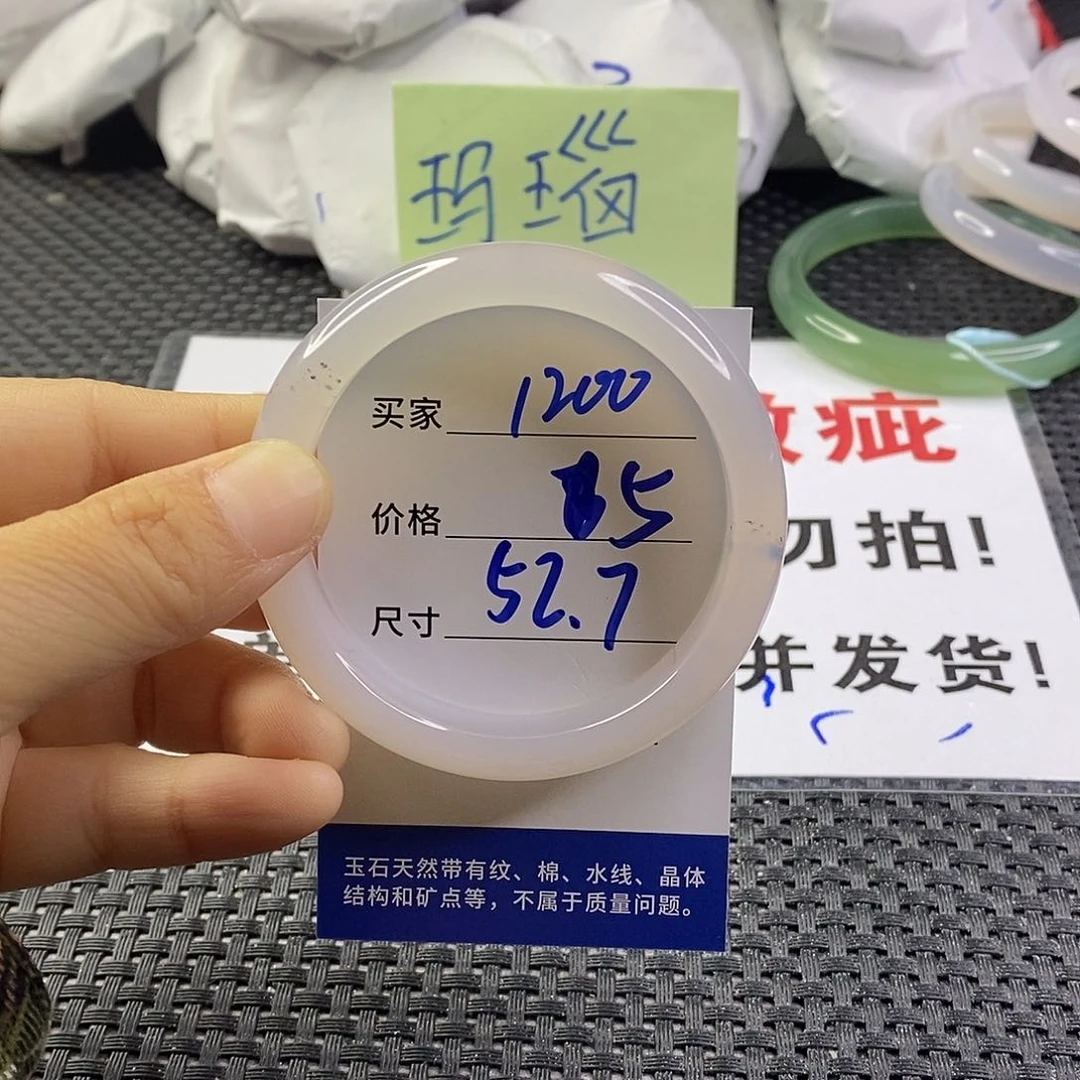 玛瑙
买家 1200
价格 85
尺寸 52.7
疵
勿拍!
并发货!
玉石天然带有纹、棉、水线、晶体
结构和矿点等，不属于质量问题。